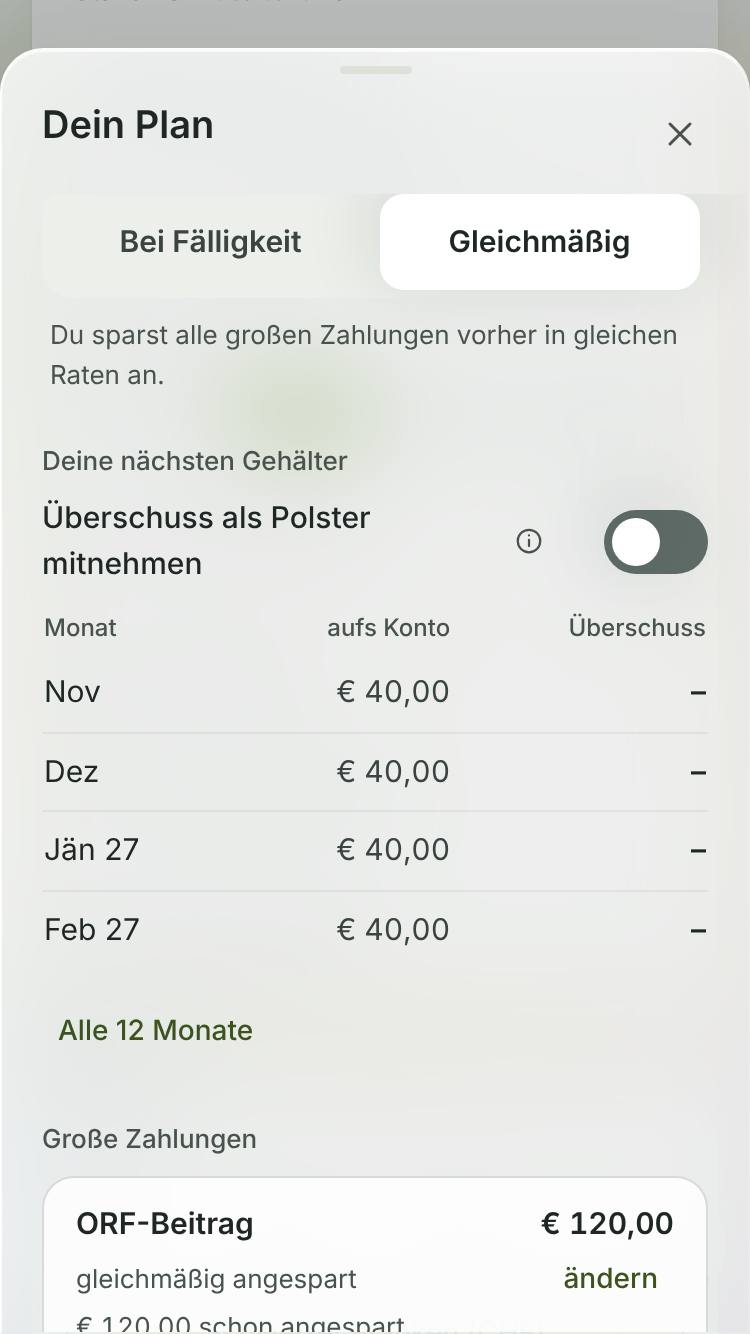 Dein Plan
Bei Fälligkeit
Gleichmäßig
Du sparst alle großen Zahlungen vorher in gleichen
Raten an.
Deine nächsten Gehälter
Überschuss als Polster
mitnehmen
Monat aufs Konto Überschuss
Nov € 40,00 –
Dez € 40,00 –
Jän 27 € 40,00 –
Feb 27 € 40,00 –
Alle 12 Monate
Große Zahlungen
ORF-Beitrag € 120,00
gleichmäßig angespart ändern
€ 120,00 schon angespart